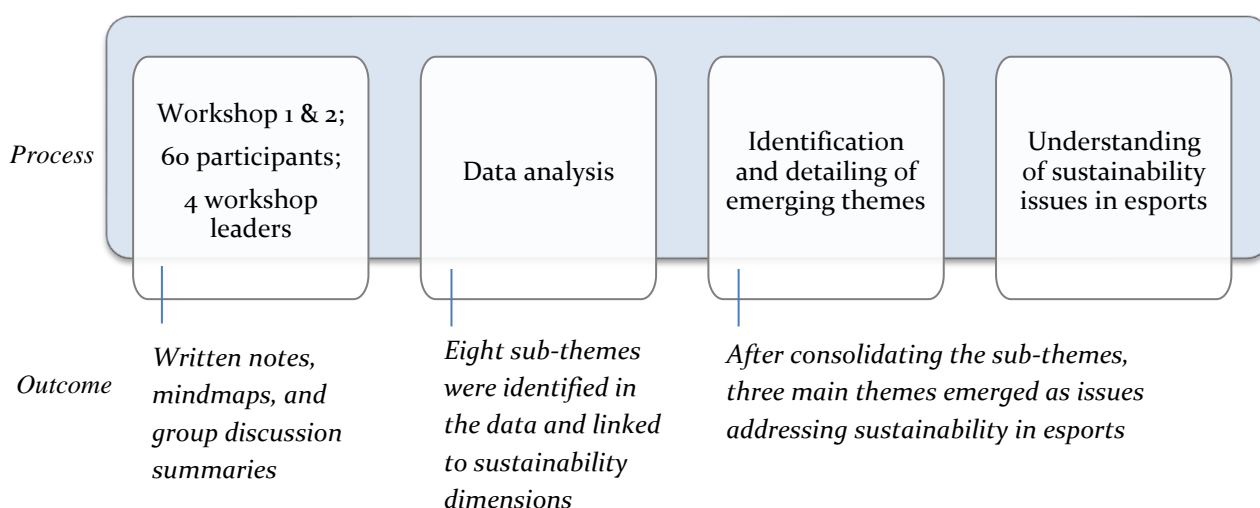 Process
Workshop 1 & 2;
60 participants;
4 workshop
leaders
Data analysis
Identification
and detailing of
emerging themes
Understanding
of sustainability
issues in esports
Outcome
Written notes,
mindmaps, and
group discussion
summaries
Eight sub-themes
were identified in
the data and linked
to sustainability
dimensions
After consolidating the sub-themes,
three main themes emerged as issues
addressing sustainability in esports